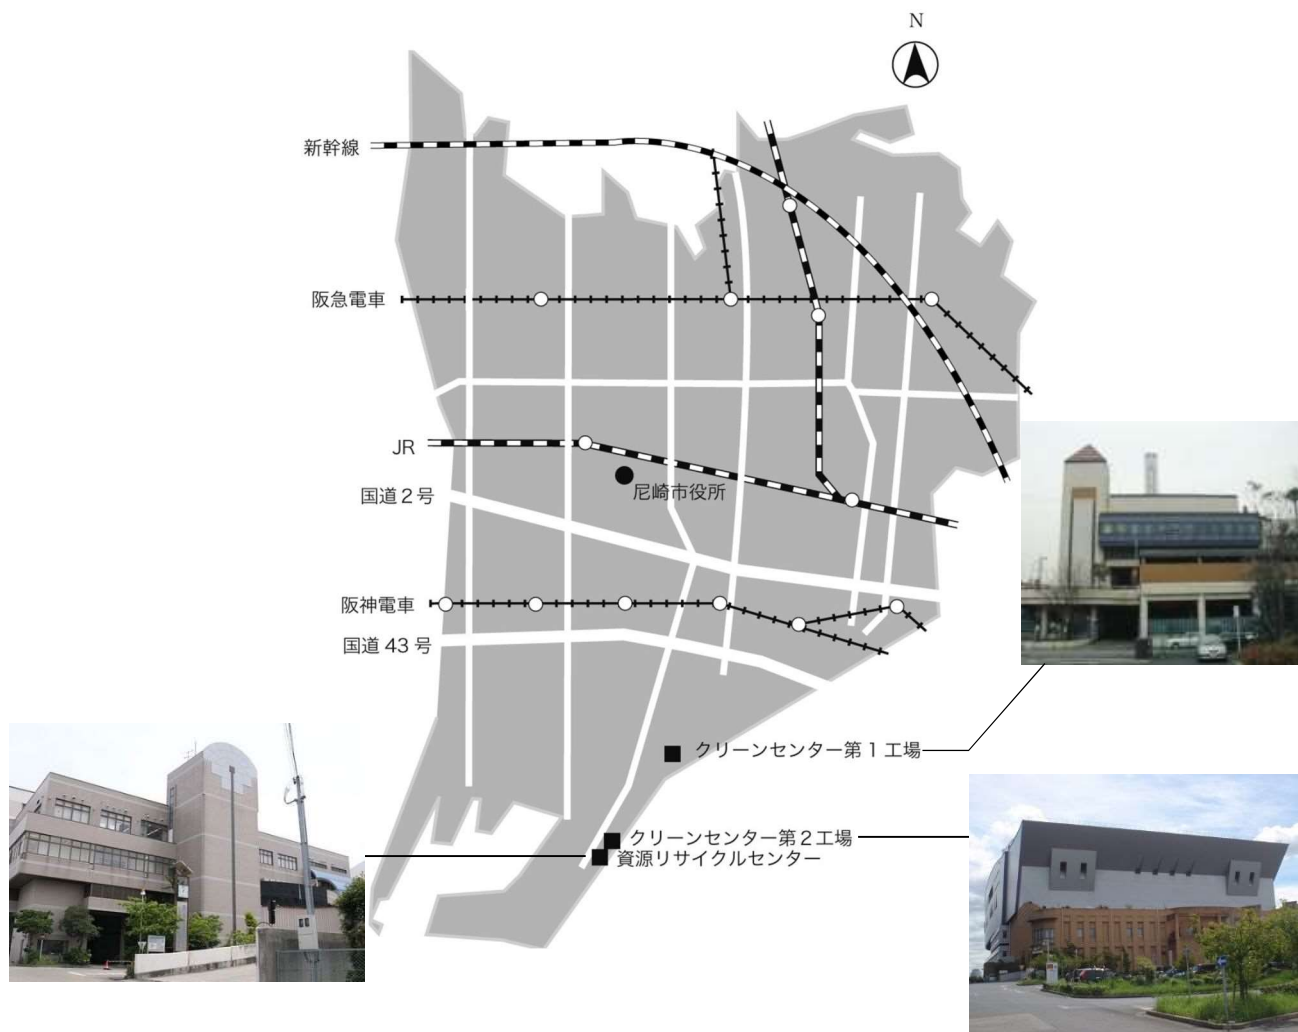 N
新幹線
阪急電車
JR
尼崎市役所
国道2号
阪神電車
国道 43 号
クリーンセンター第1工場
クリーンセンター第2工場
資源リサイクルセンター